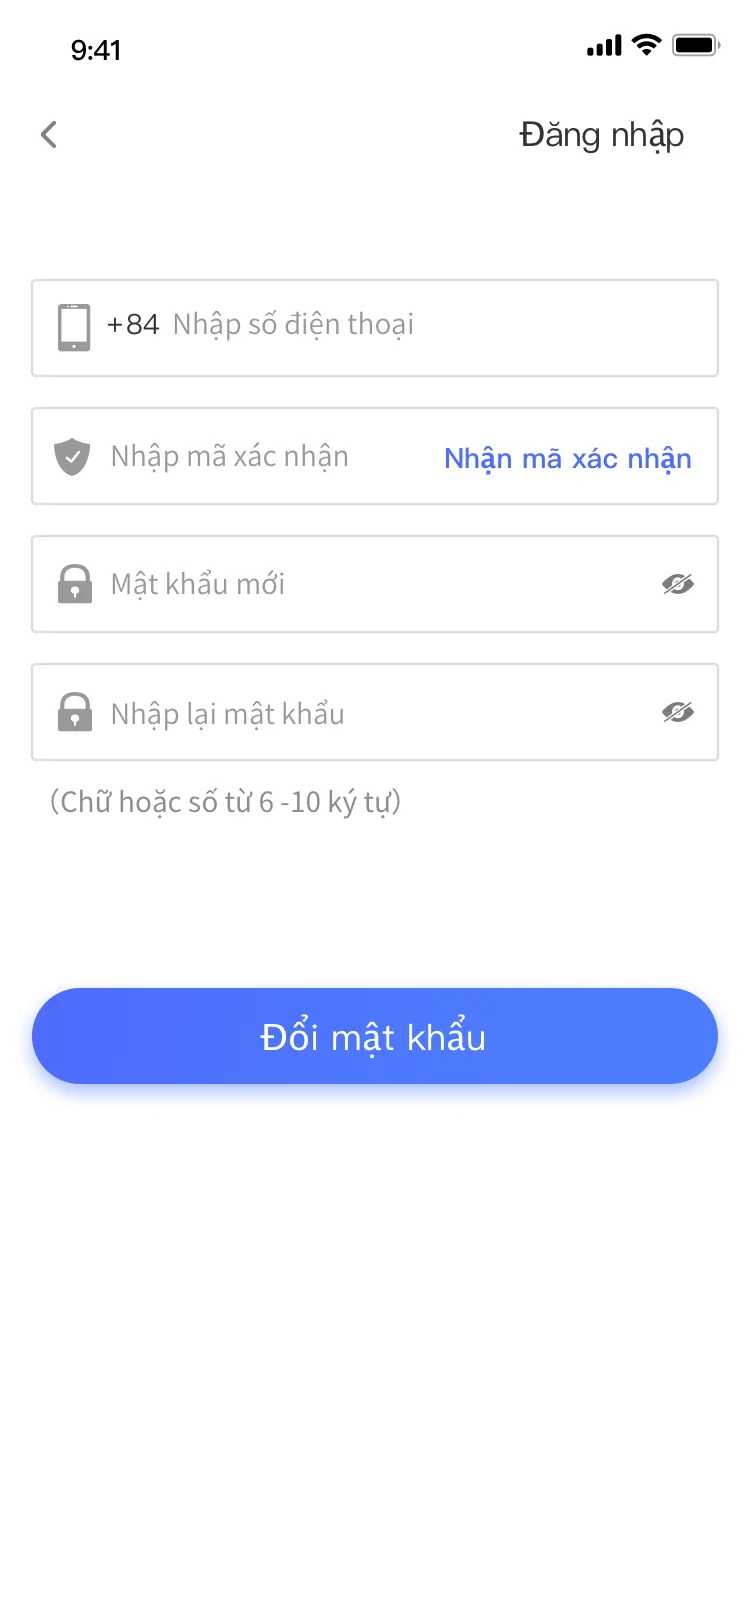 9:41
Đăng nhập
+84 Nhập số điện thoại
Nhập mã xác nhận Nhận mã xác nhận
Mật khẩu mới
Nhập lại mật khẩu
(Chữ hoặc số từ 6 -10 ký tự)
Đổi mật khẩu